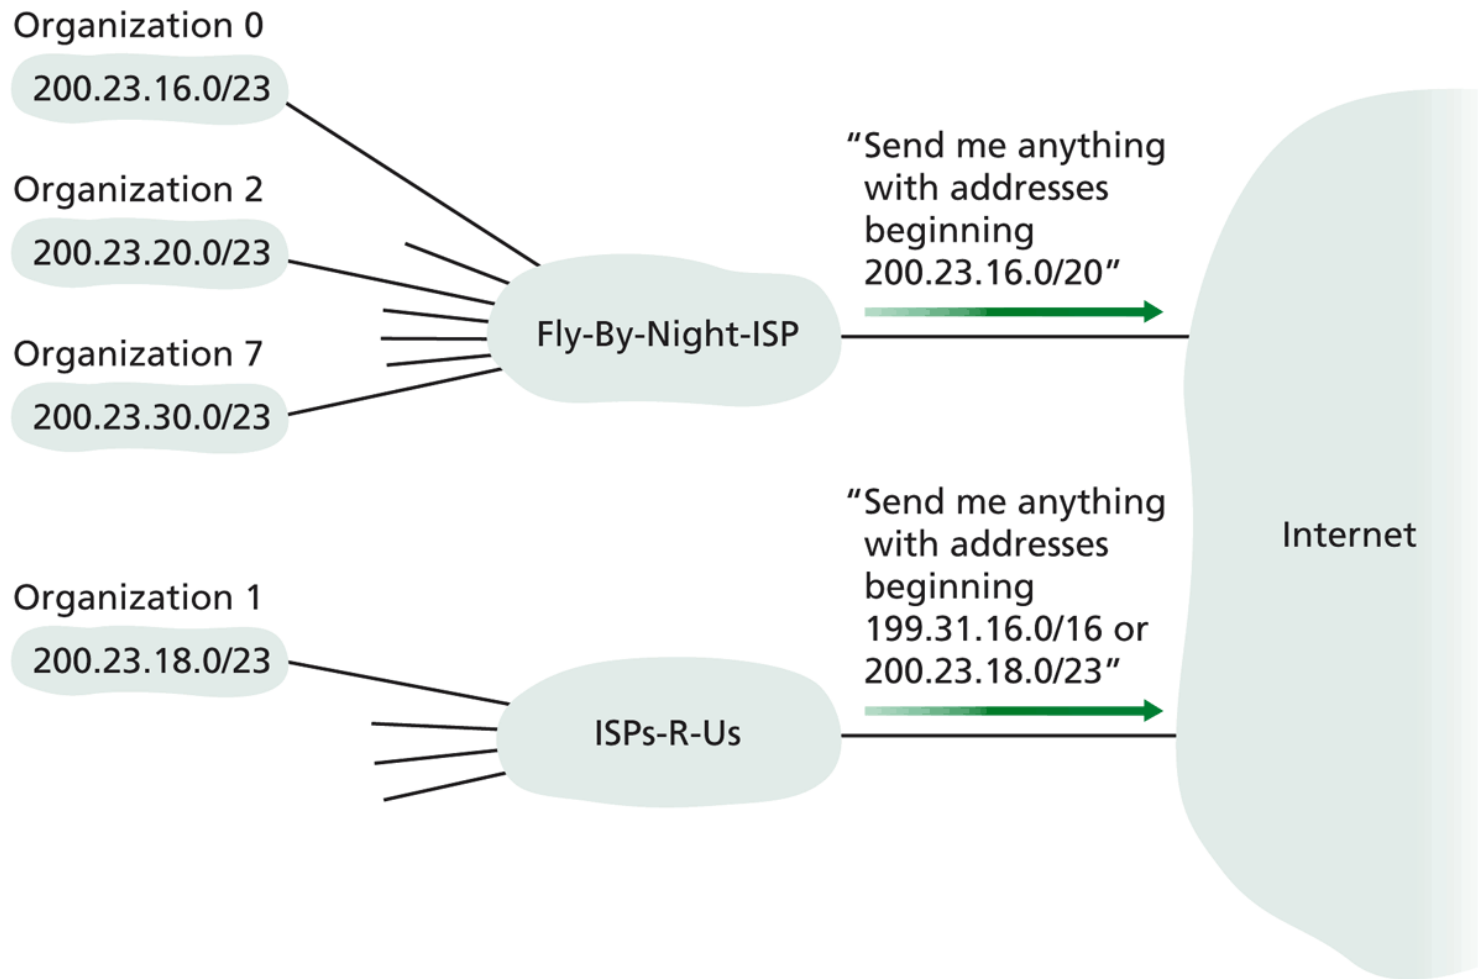 Organization 0
200.23.16.0/23
Organization 2
200.23.20.0/23
Organization 7
200.23.30.0/23
Fly-By-Night-ISP
“Send me anything
with addresses
beginning
200.23.16.0/20”
Organization 1
200.23.18.0/23
ISPs-R-Us
“Send me anything
with addresses
beginning
199.31.16.0/16 or
200.23.18.0/23”
Internet